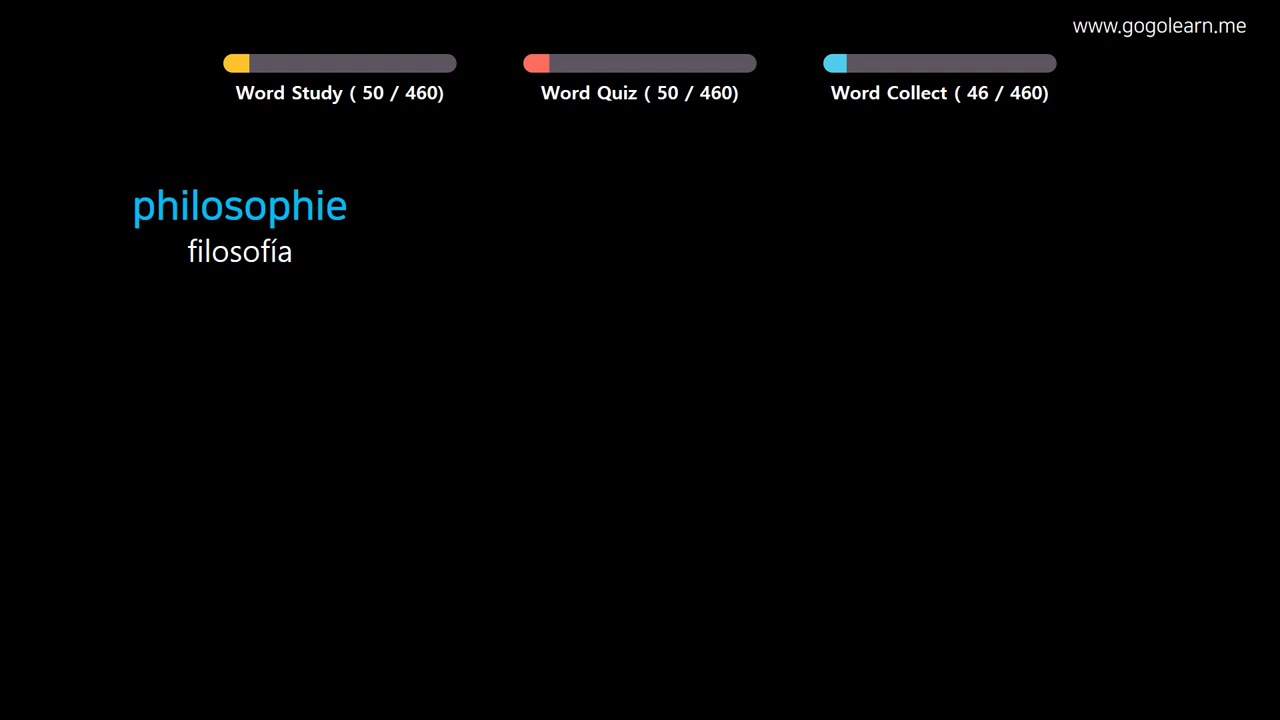 www.gogolearn.me
Word Study ( 50 / 460)
Word Quiz ( 50 / 460)
Word Collect ( 46 / 460)
philosophie
filosofía